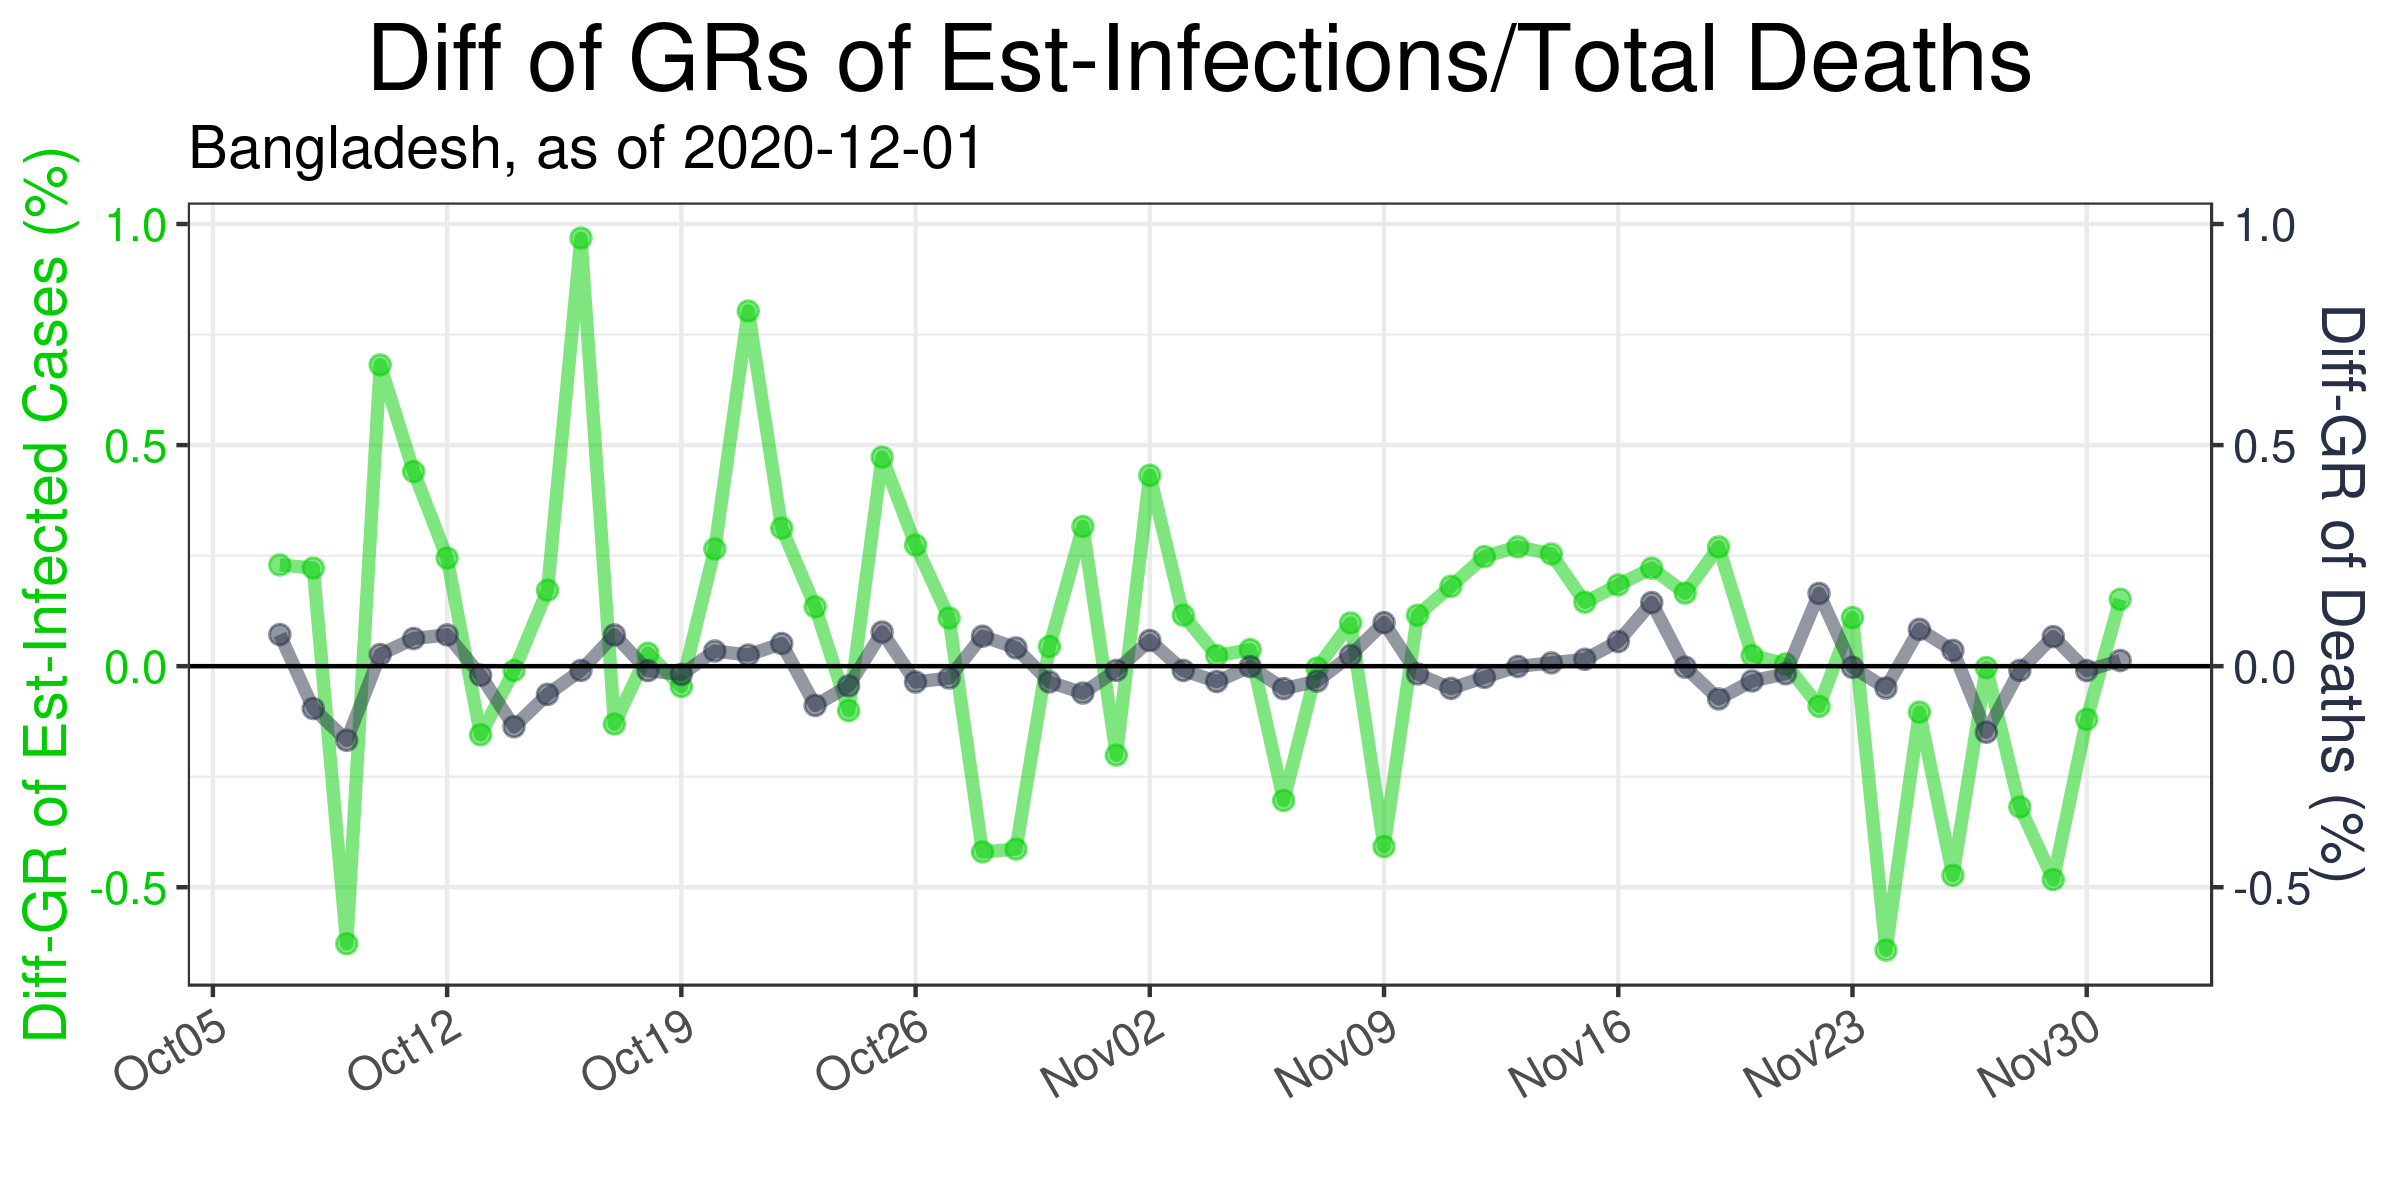 Diff of GRs of Est-Infections/Total Deaths
Bangladesh, as of 2020-12-01
Diff-GR of Est-Infected Cases (%)
1.0
0.5
0.0
-0.5
1.0
0.5
0.0
-0.5
Diff-GR of Deaths (%)
Oct05
Oct12
Oct19
Oct26
Nov02
Nov09
Nov16
Nov23
Nov30